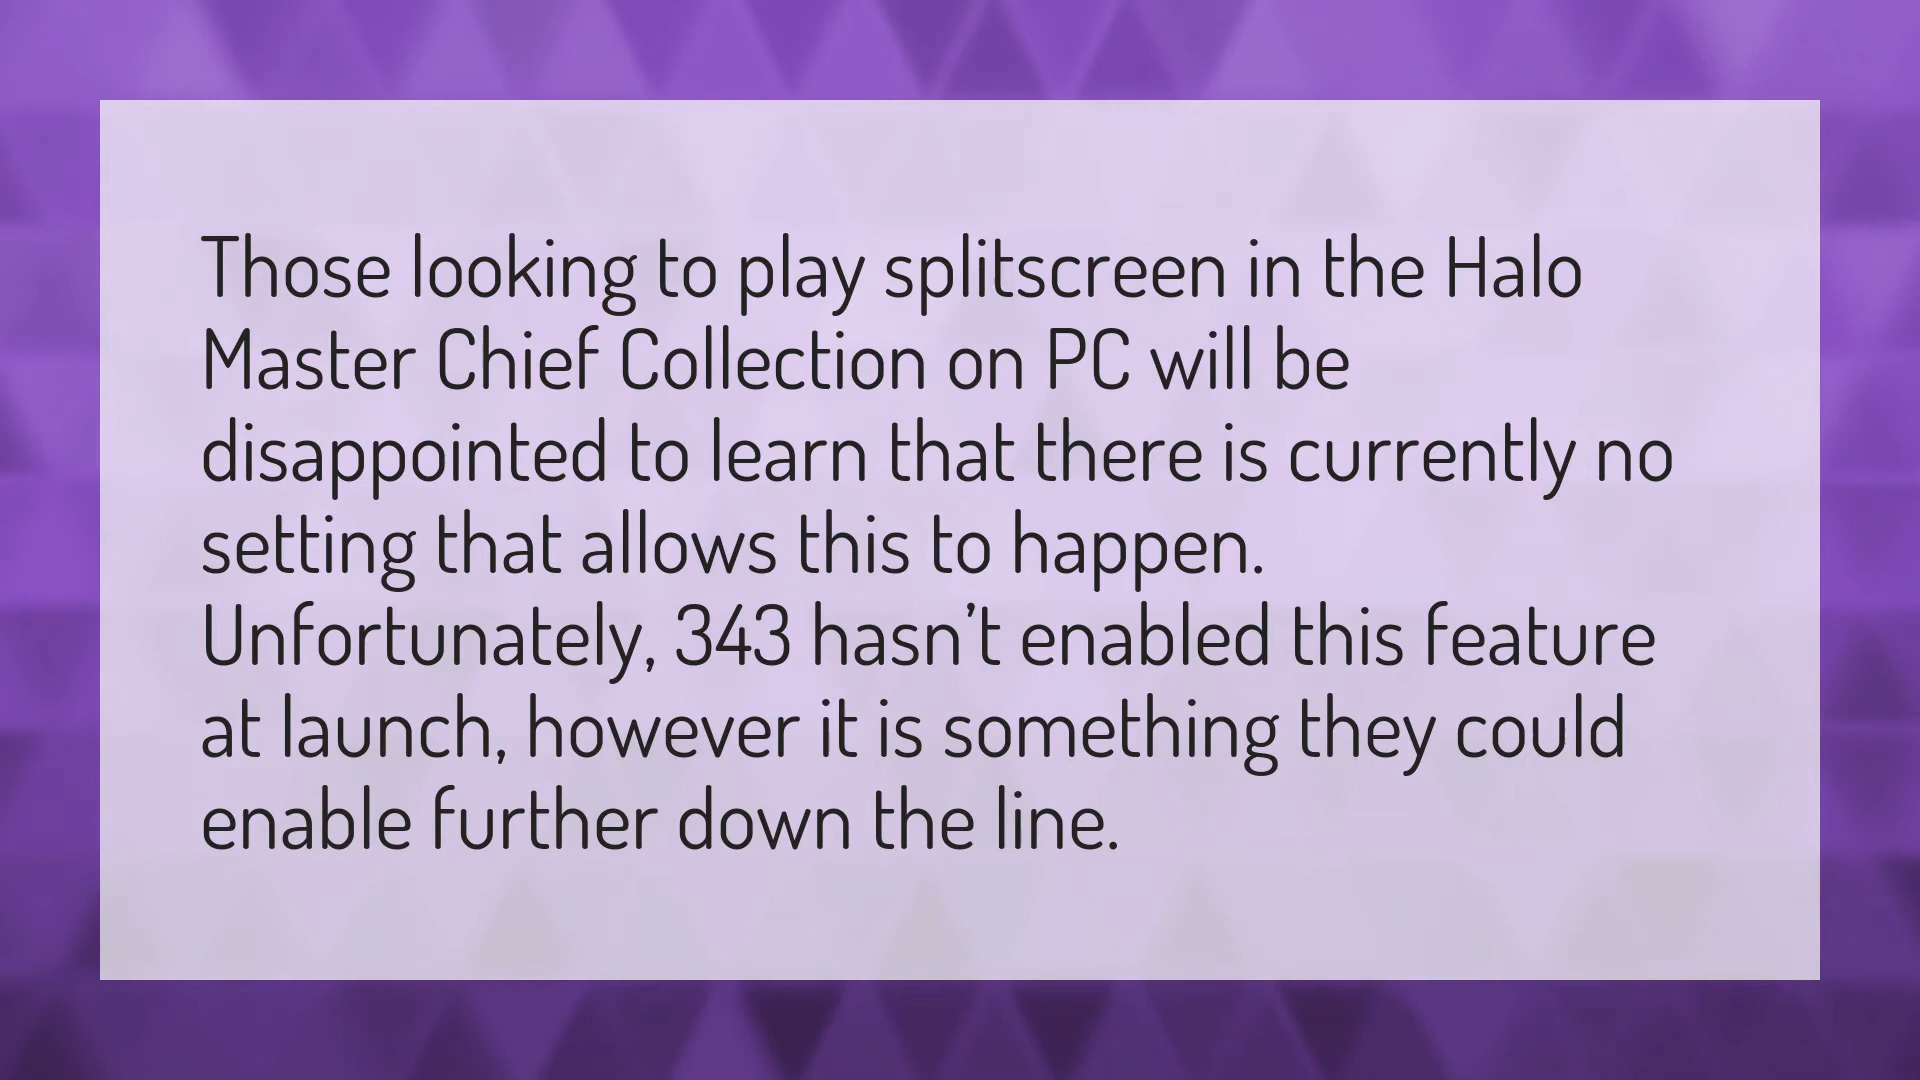 Those looking to play splitscreen in the Halo
Master Chief Collection on PC will be
disappointed to learn that there is currently no
setting that allows this to happen.
Unfortunately, 343 hasn’t enabled this feature
at launch, however it is something they could
enable further down the line.